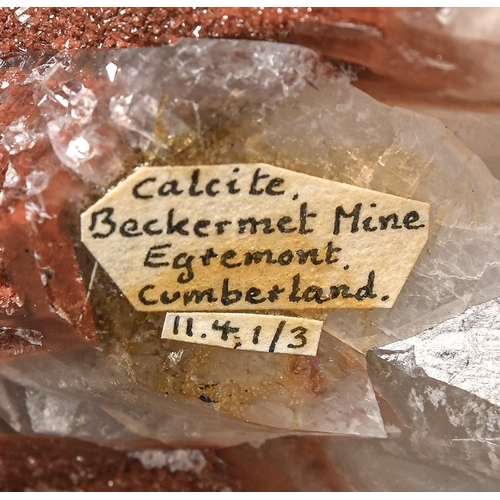 Calcite,
Beckermet Mine
Egremont,
Cumberland.
11.4.1/3